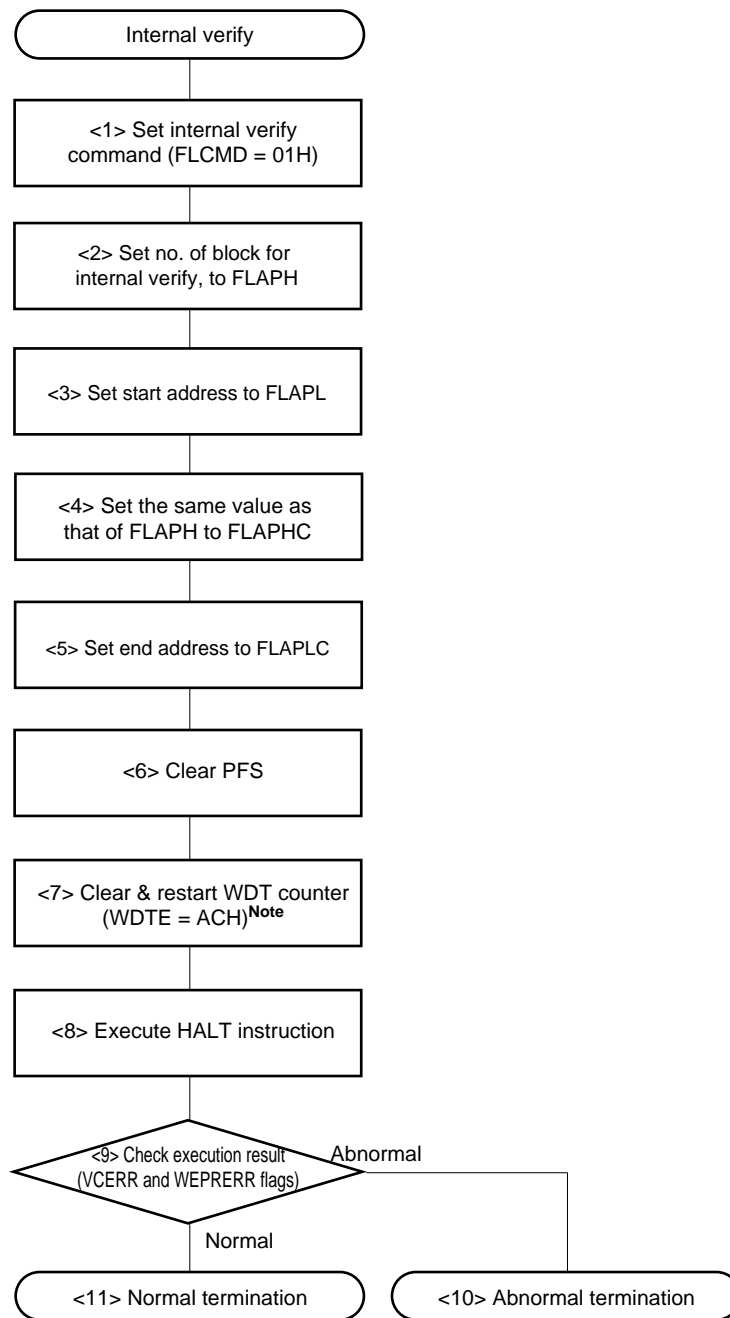 Internal verify
<1> Set internal verify
command (FLCMD = 01H)
<2> Set no. of block for
internal verify, to FLAPH
<3> Set start address to FLAPL
<4> Set the same value as
that of FLAPH to FLAPHC
<5> Set end address to FLAPLC
<6> Clear PFS
<7> Clear & restart WDT counter
(WDTE = ACH)Note
<8> Execute HALT instruction
<9> Check execution result
(VCERR and WEPRERR flags)
Abnormal
Normal
<11> Normal termination
<10> Abnormal termination